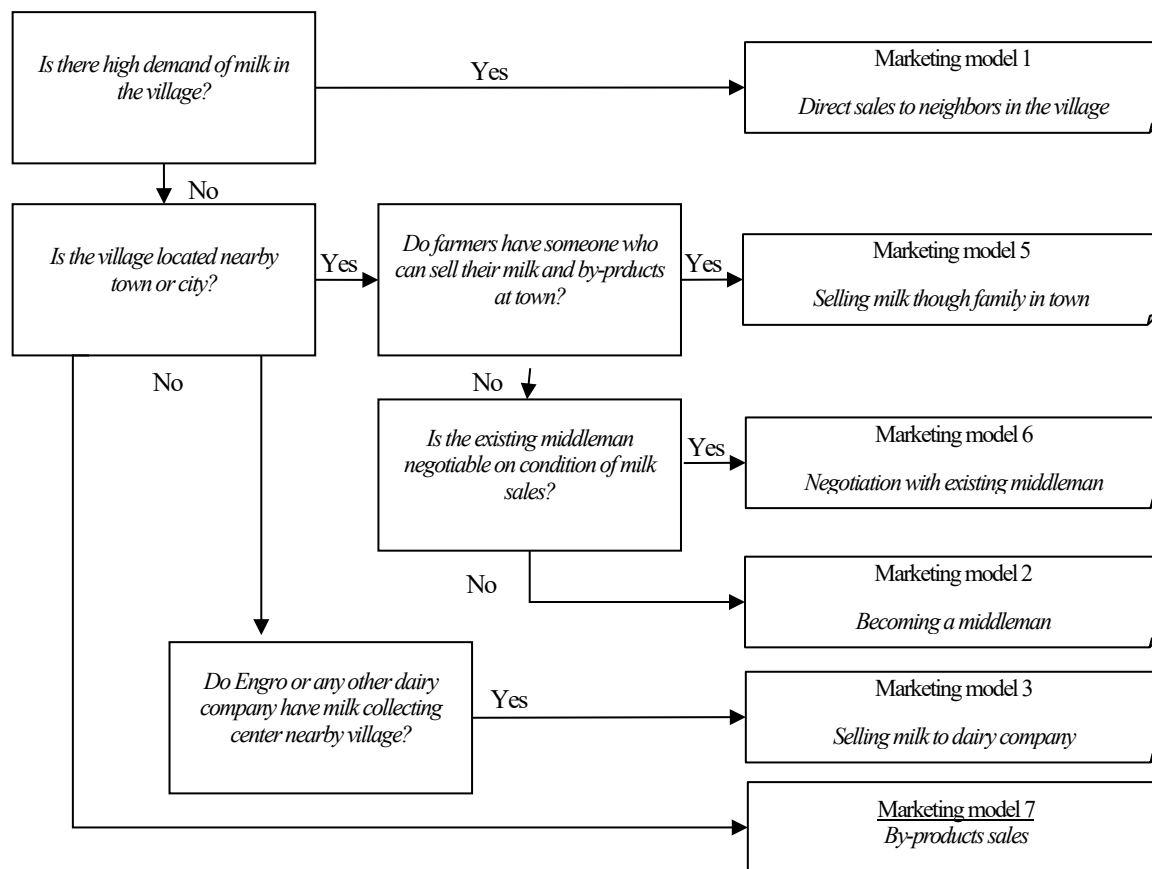 Is there high demand of milk in
the village?
Yes
Marketing model 1
Direct sales to neighbors in the village
No
Is the village located nearby
town or city?
Yes
Do farmers have someone who
can sell their milk and by-prducts
at town?
Yes
Marketing model 5
Selling milk though family in town
No
No
Is the existing middleman
negotiable on condition of milk
sales?
Yes
Marketing model 6
Negotiation with existing middleman
No
Marketing model 2
Becoming a middleman
Do Engro or any other dairy
company have milk collecting
center nearby village?
Yes
Marketing model 3
Selling milk to dairy company
Marketing model 7
By-products sales